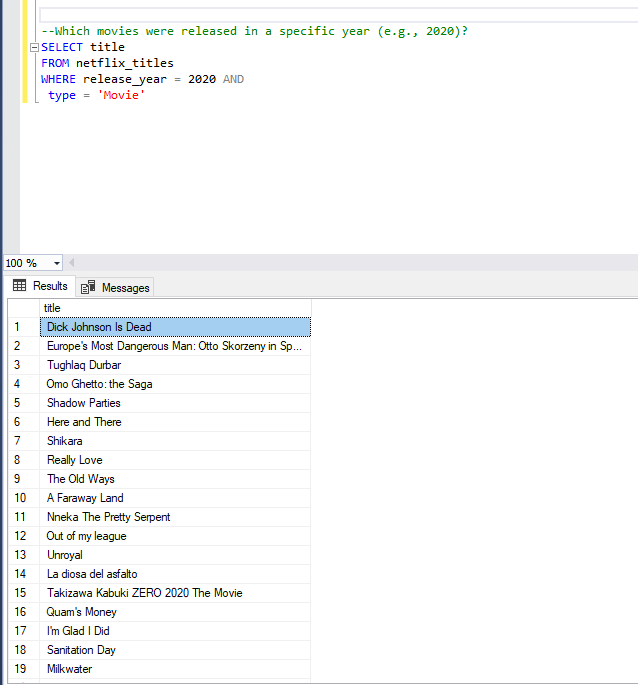 --Which movies were released in a specific year (e.g., 2020)?
SELECT title
FROM netflix_titles
WHERE release_year = 2020 AND
type = 'Movie'
100 %
Results Messages
title
1 Dick Johnson Is Dead
2 Europe's Most Dangerous Man: Otto Skorzeny in Sp...
3 Tughlaq Durbar
4 Omo Ghetto: the Saga
5 Shadow Parties
6 Here and There
7 Shikara
8 Really Love
9 The Old Ways
10 A Faraway Land
11 Nneka The Pretty Serpent
12 Out of my league
13 Unroyal
14 La diosa del asfalto
15 Takizawa Kabuki ZERO 2020 The Movie
16 Quam's Money
17 I'm Glad I Did
18 Sanitation Day
19 Milkwater